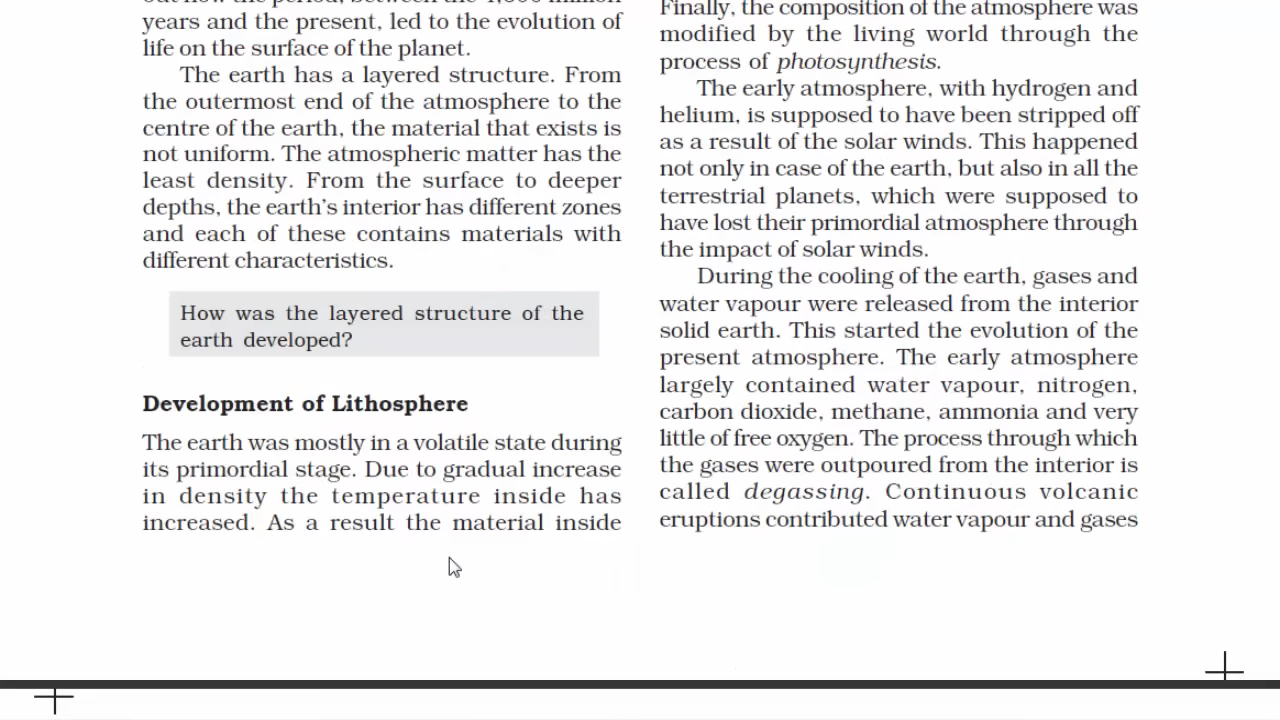 years and the present, led to the evolution of
life on the surface of the planet.
The earth has a layered structure. From
the outermost end of the atmosphere to the
centre of the earth, the material that exists is
not uniform. The atmospheric matter has the
least density. From the surface to deeper
depths, the earth's interior has different zones
and each of these contains materials with
different characteristics.
How was the layered structure of the
earth developed?
Development of Lithosphere
The earth was mostly in a volatile state during
its primordial stage. Due to gradual increase
in density the temperature inside has
increased. As a result the material inside
Finally, the composition of the atmosphere was
modified by the living world through the
process of photosynthesis.
The early atmosphere, with hydrogen and
helium, is supposed to have been stripped off
as a result of the solar winds. This happened
not only in case of the earth, but also in all the
terrestrial planets, which were supposed to
have lost their primordial atmosphere through
the impact of solar winds.
During the cooling of the earth, gases and
water vapour were released from the interior
solid earth. This started the evolution of the
present atmosphere. The early atmosphere
largely contained water vapour, nitrogen,
carbon dioxide, methane, ammonia and very
little of free oxygen. The process through which
the gases were outpoured from the interior is
called degassing. Continuous volcanic
eruptions contributed water vapour and gases